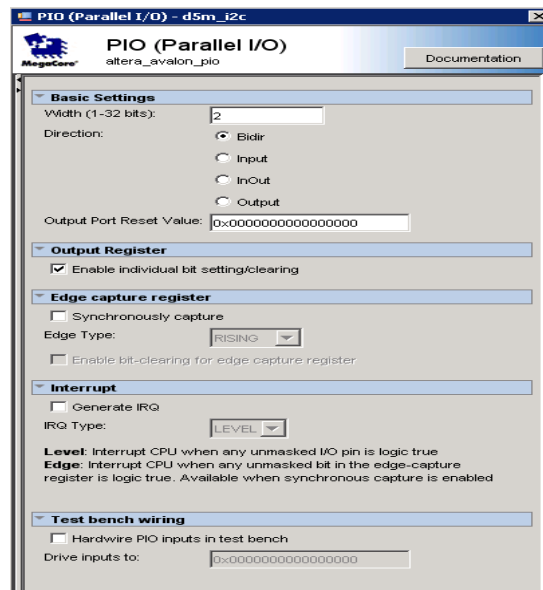 PIO (Parallel I/O) - d5m_i2c
PIO (Parallel I/O)
MegaCore®
altera_avalon_pio
Documentation
Basic Settings
Width (1-32 bits): 2
Direction: Bidir
Input
InOut
Output
Output Port Reset Value: 0x0000000000000000
Output Register
Enable individual bit setting/clearing
Edge capture register
Synchronously capture
Edge Type: RISING
Enable bit-clearing for edge capture register
Interrupt
Generate IRQ
IRQ Type: LEVEL
Level: Interrupt CPU when any unmasked I/O pin is logic true
Edge: Interrupt CPU when any unmasked bit in the edge-capture
register is logic true. Available when synchronous capture is enabled
Test bench wiring
Hardwire PIO inputs in test bench
Drive inputs to: 0x0000000000000000